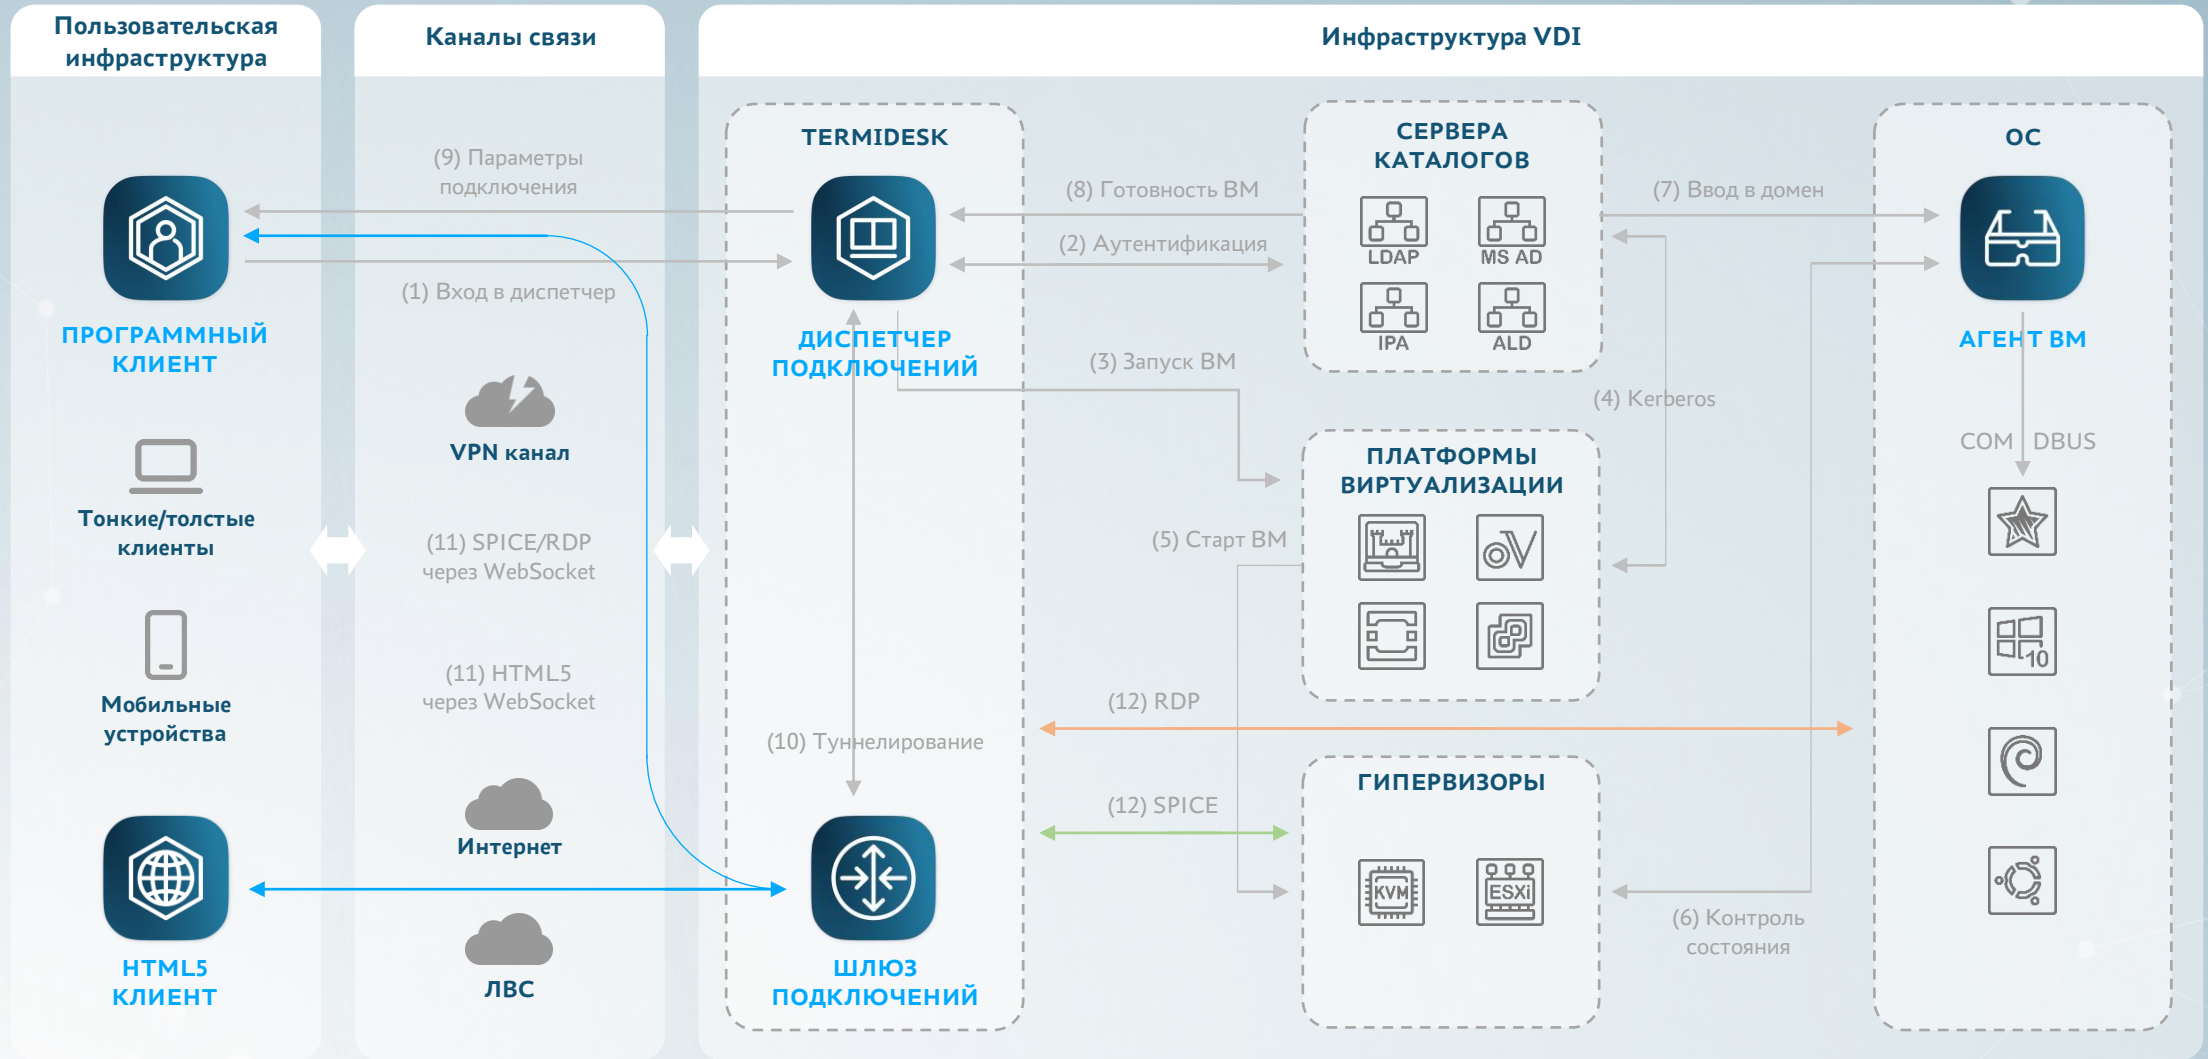 Пользовательская
инфраструктура
Каналы связи
Инфраструктура VDI
(9) Параметры
подключения
(1) Вход в диспетчер
ПРОГРАММНЫЙ
КЛИЕНТ
Тонкие/толстые
клиенты
Мобильные
устройства
HTML5
КЛИЕНТ
VPN канал
(11) SPICE/RDP
через WebSocket
(11) HTML5
через WebSocket
Интернет
ЛВС
TERMIDESK
ДИСПЕТЧЕР
ПОДКЛЮЧЕНИЙ
(10) Туннелирование
ШЛЮЗ
ПОДКЛЮЧЕНИЙ
(8) Готовность ВМ
(2) Аутентификация
(3) Запуск ВМ
(5) Старт ВМ
(12) RDP
(12) SPICE
СЕРВЕРА
КАТАЛОГОВ
LDAP
MS AD
IPA
ALD
ПЛАТФОРМЫ
ВИРТУАЛИЗАЦИИ
oV
ГИПЕРВИЗОРЫ
KVM
ESXi
(7) Ввод в домен
(4) Kerberos
(6) Контроль
состояния
ОС
АГЕНТ ВМ
COM
DBUS
10